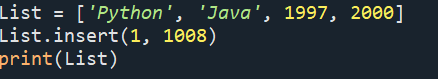 List = ['Python', 'Java', 1997, 2000]
List.insert(1, 1008)
print(List)